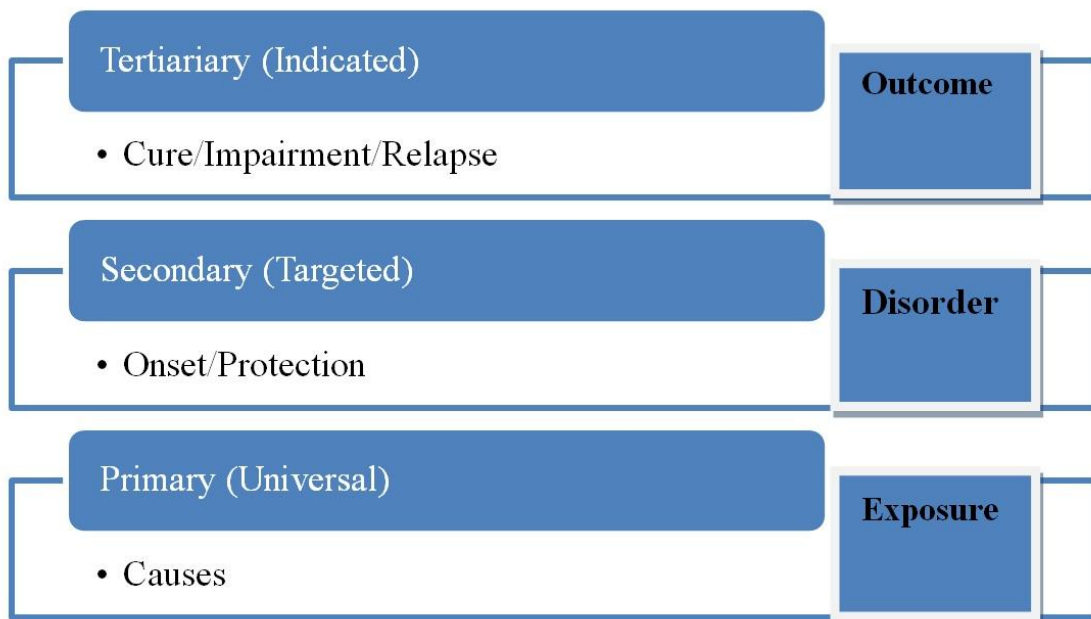 Tertiariary (Indicated)
Outcome
• Cure/Impairment/Relapse
Secondary (Targeted)
Disorder
• Onset/Protection
Primary (Universal)
Exposure
• Causes